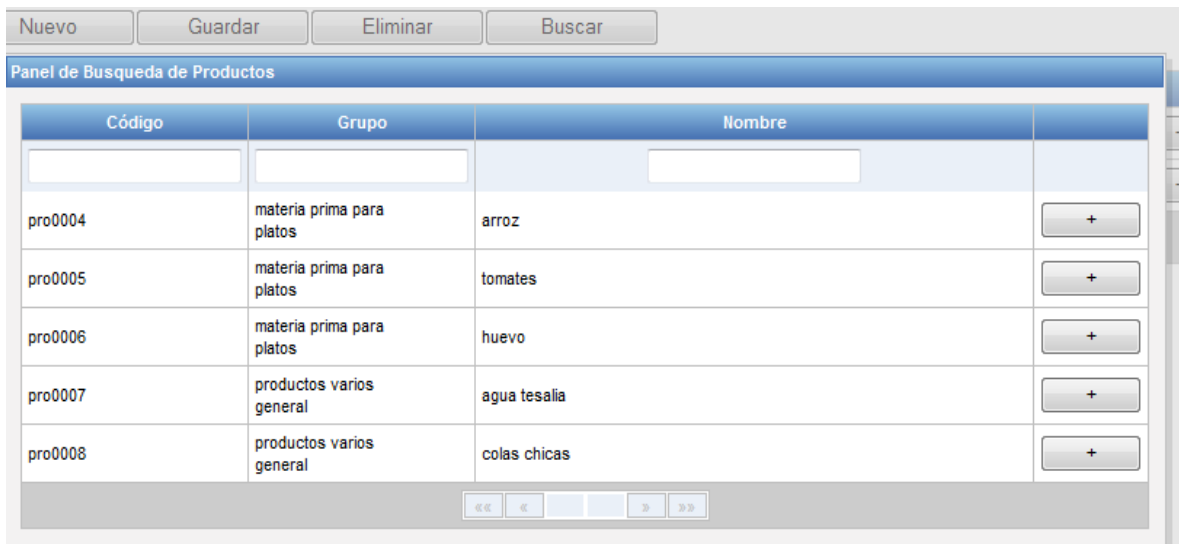 Nuevo Guardar Eliminar Buscar
Panel de Busqueda de Productos
Código Grupo Nombre
pro0004 materia prima para platos arroz +
pro0005 materia prima para platos tomates +
pro0006 materia prima para platos huevo +
pro0007 productos varios general agua tesalia +
pro0008 productos varios general colas chicas +
«« « » »»